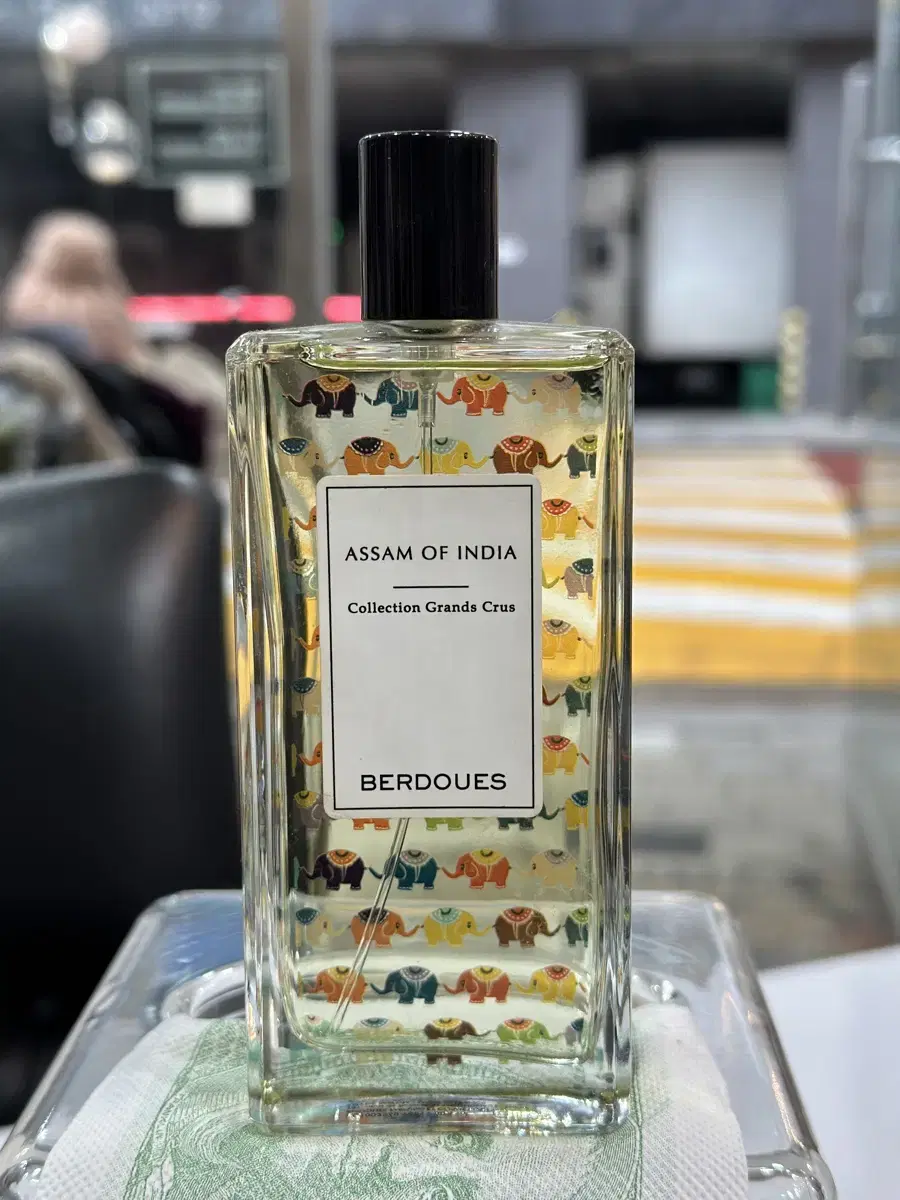 ASSAM OF INDIA
Collection Grands Crus
BERDOUES